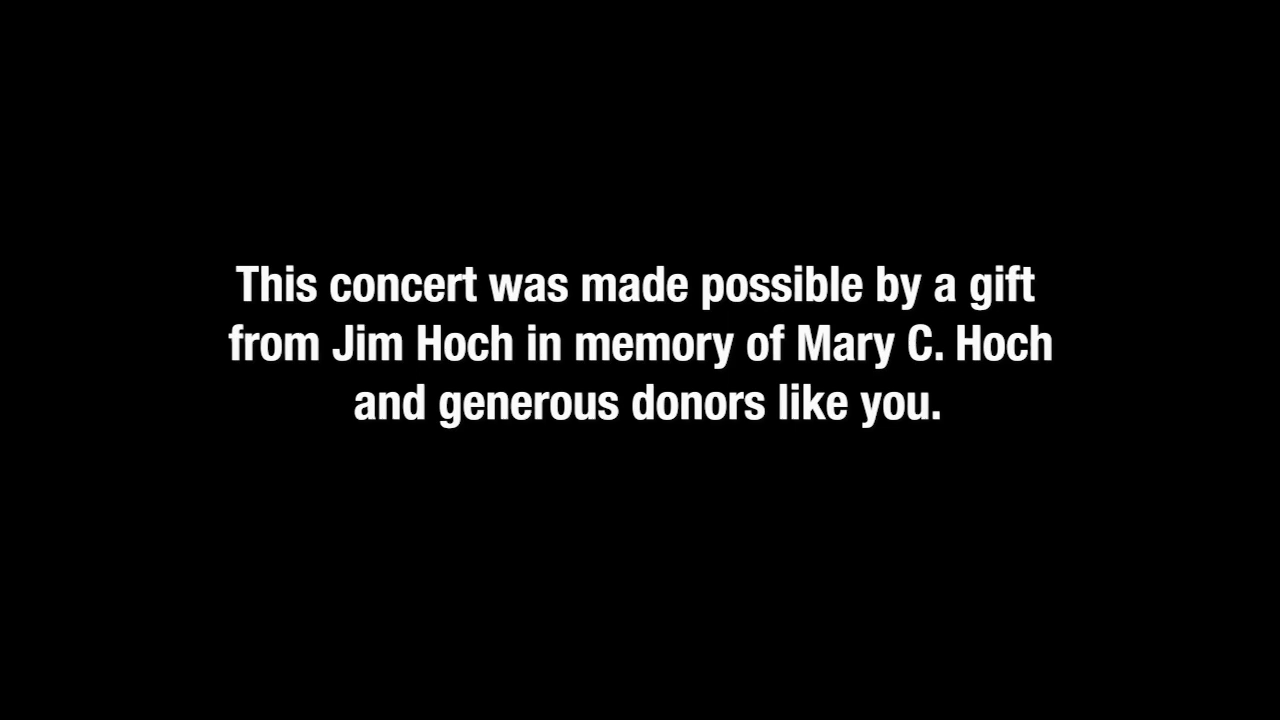 This concert was made possible by a gift
from Jim Hoch in memory of Mary C. Hoch
and generous donors like you.